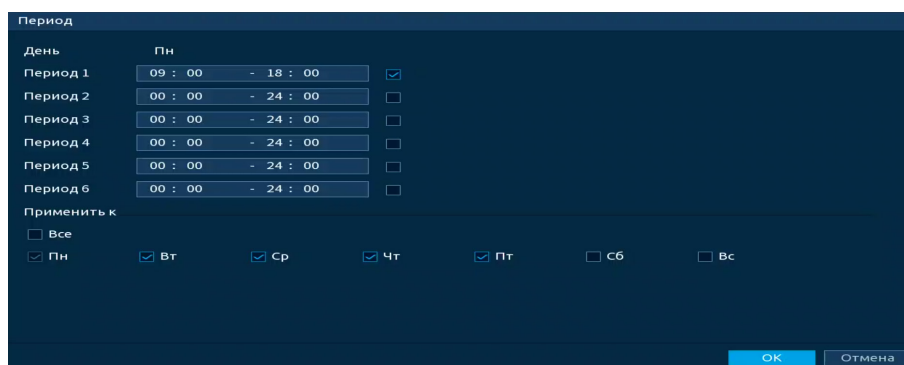 Период
День Пн
Период 1 09 : 00 - 18 : 00
Период 2 00 : 00 - 24 : 00
Период 3 00 : 00 - 24 : 00
Период 4 00 : 00 - 24 : 00
Период 5 00 : 00 - 24 : 00
Период 6 00 : 00 - 24 : 00
Применить к
Все
Пн Вт Ср Чт Пт Сб Вс
OK Отмена